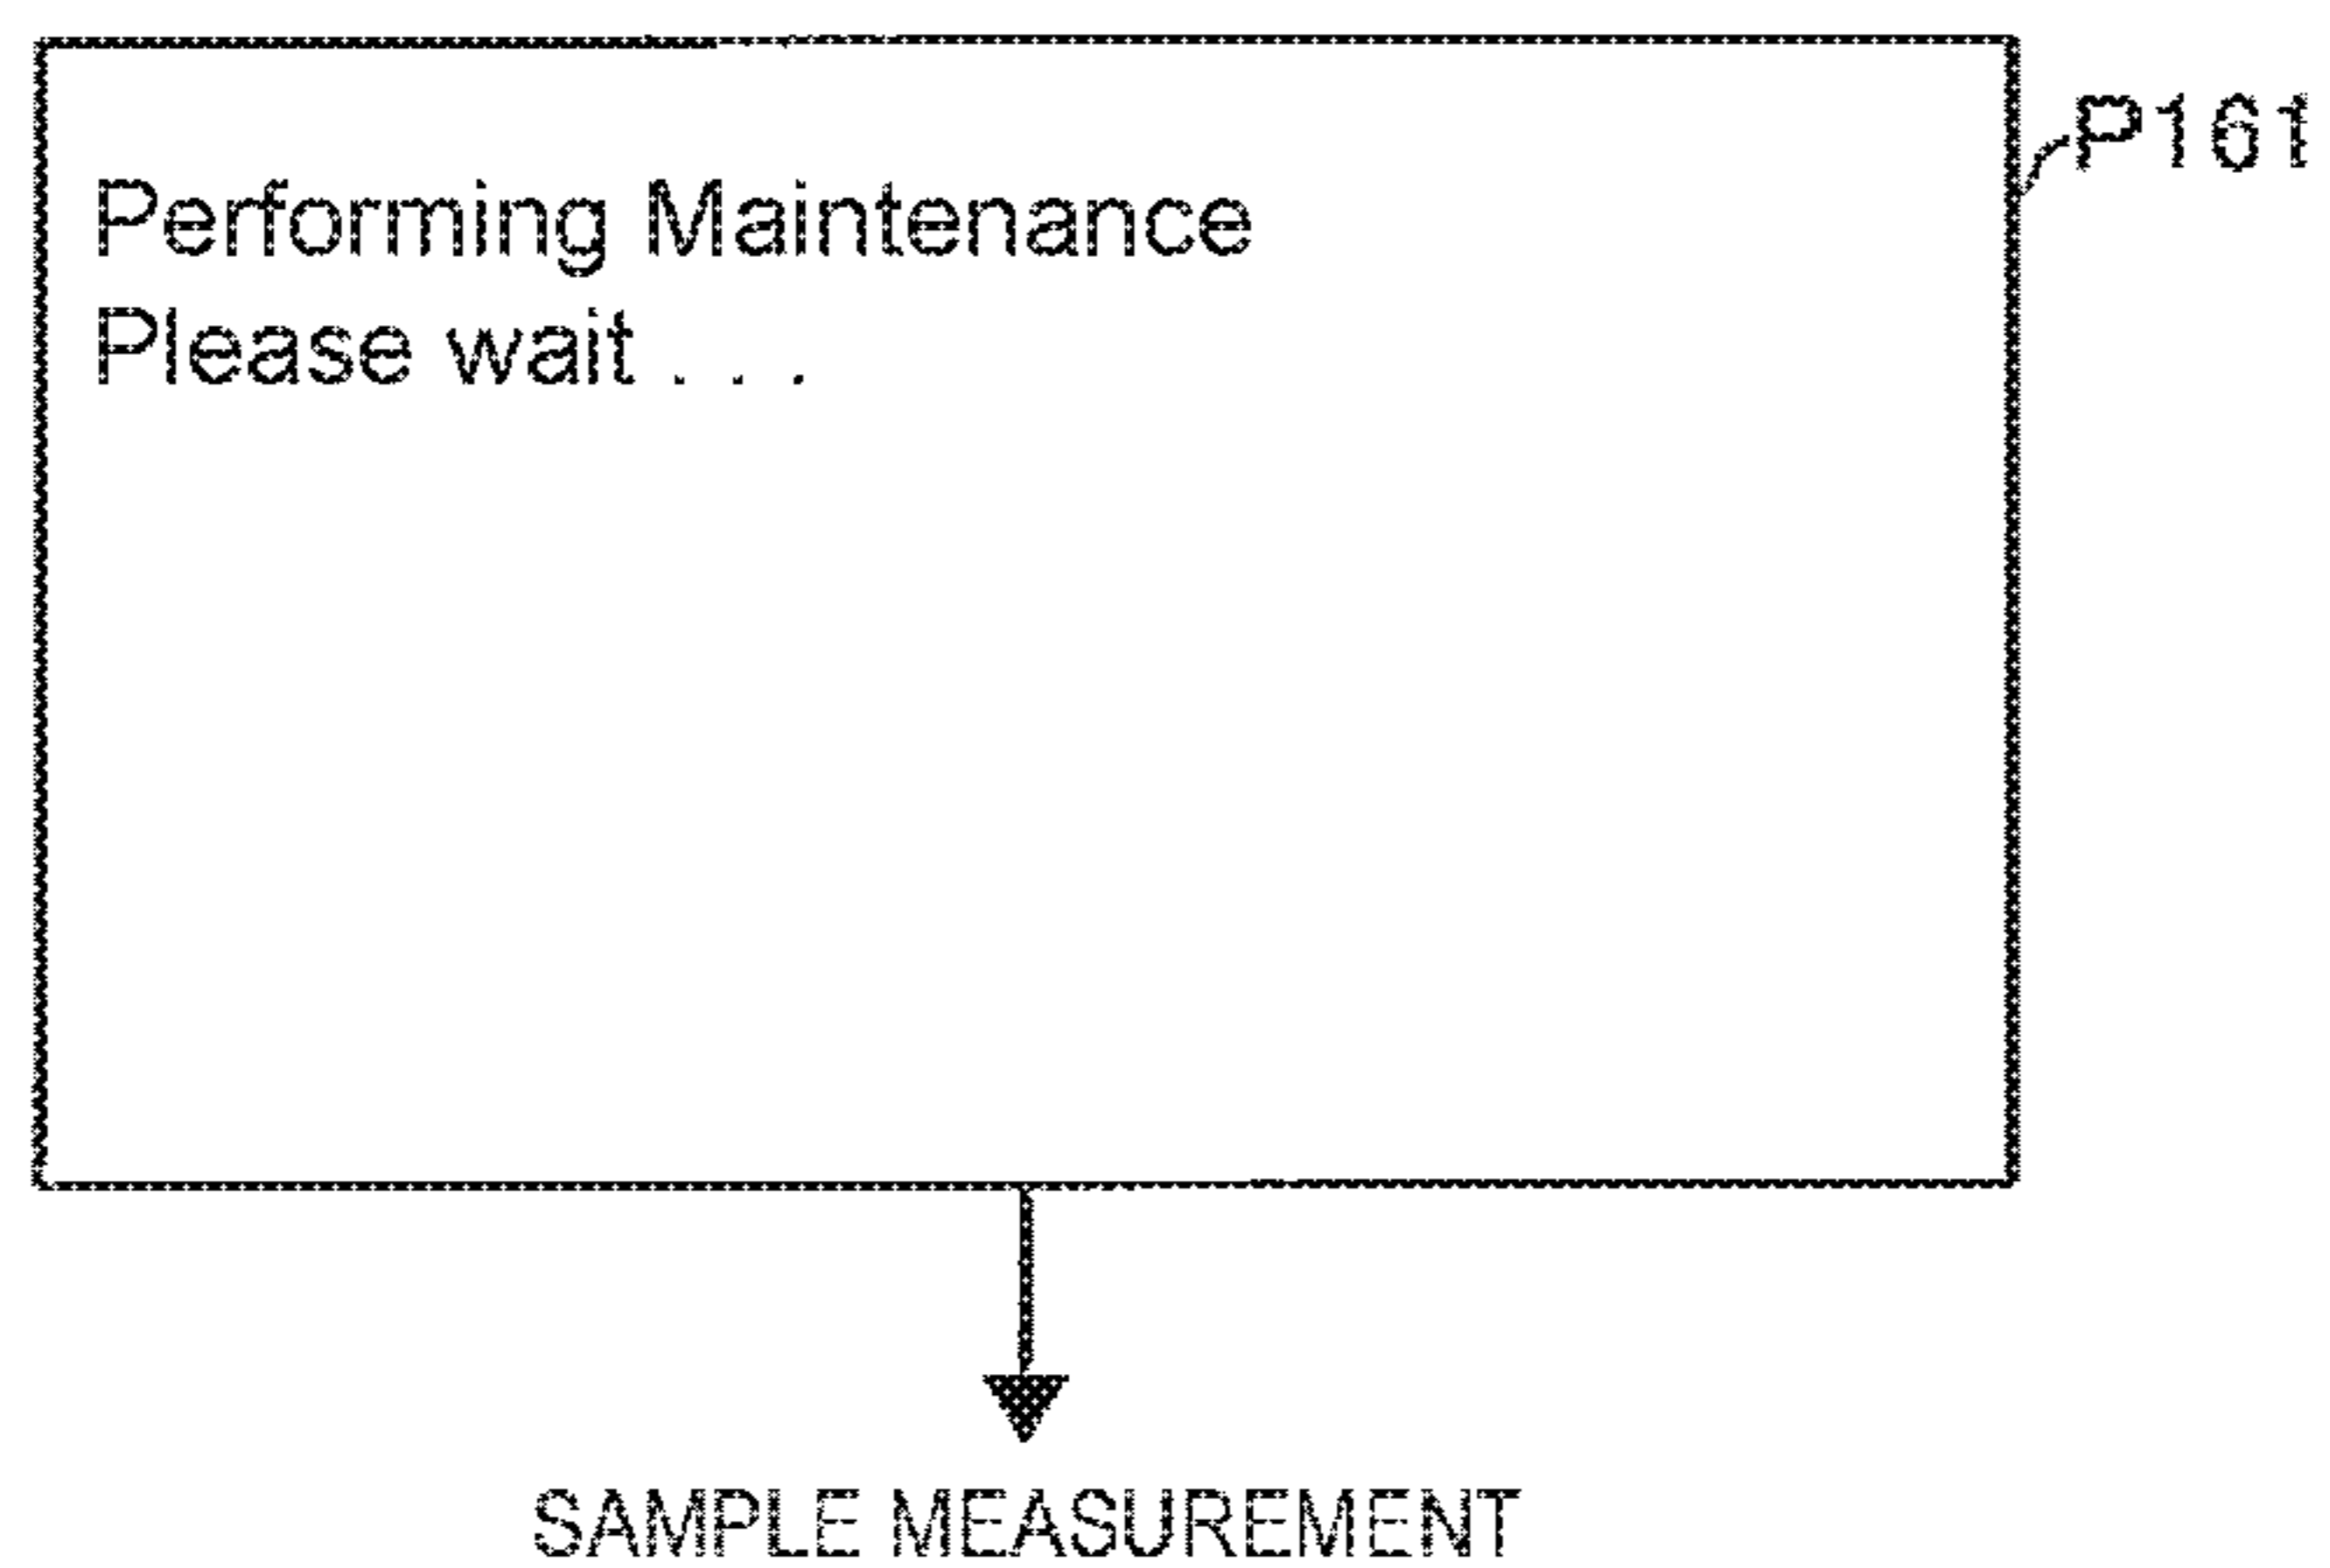 P161
Performing Maintenance
Please wait . . .
SAMPLE MEASUREMENT